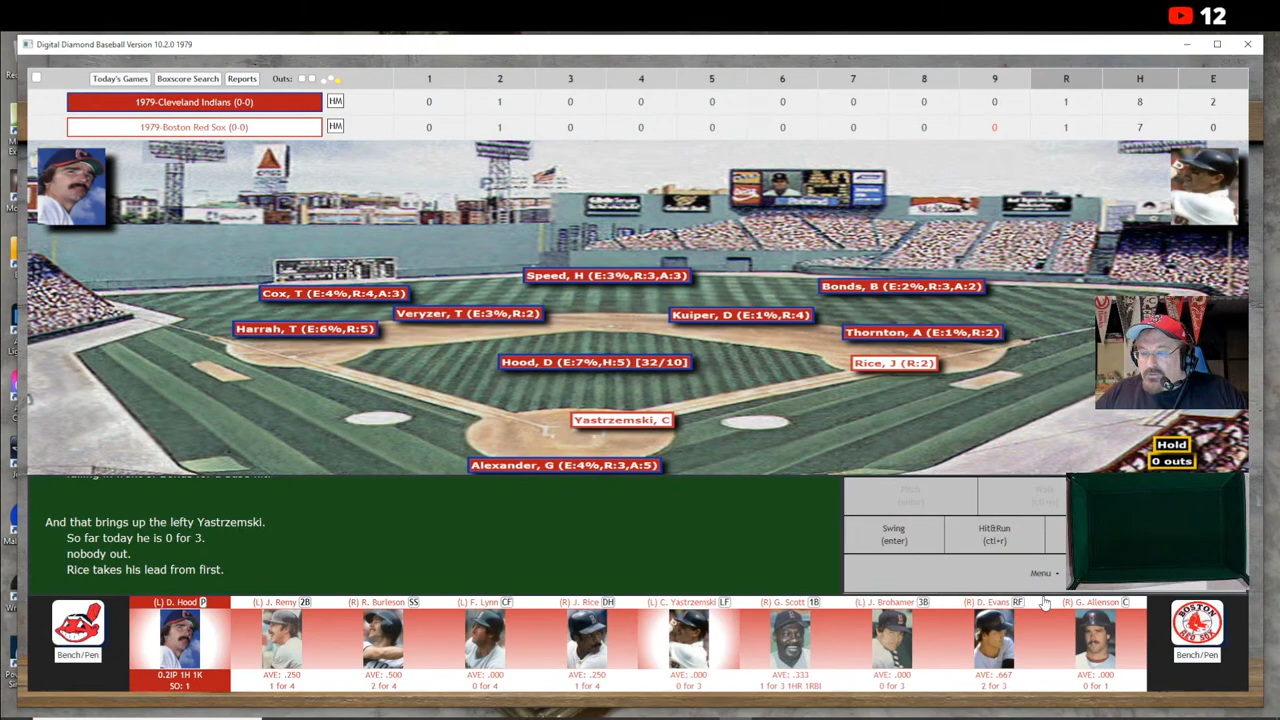 12
Digital Diamond Baseball Version 10.2.0 1979
Today's Games Boxscore Search Reports Outs: 1 2 3 4 5 6 7 8 9 R H E
1979-Cleveland Indians (0-0) HM 0 1 0 0 0 0 0 0 0 1 8 2
1979-Boston Red Sox (0-0) HM 0 1 0 0 0 0 0 0 0 1 7 0
Speed, H (E:3%,R:3,A:3)
Cox, T (E:4%,R:4,A:3)
Bonds, B (E:2%,R:3,A:2)
Veryzer, T (E:3%,R:2)
Kuiper, D (E:1%,R:4)
Harrah, T (E:6%,R:5)
Thornton, A (E:1%,R:2)
Hood, D (E:7%,H:5) [32/10]
Rice, J (R:2)
Yastrzemski, C
Alexander, G (E:4%,R:3,A:5)
Hold
0 outs
And that brings up the lefty Yastrzemski.
So far today he is 0 for 3.
nobody out.
Rice takes his lead from first.
Pitch
(enter)
Walk
Swing
(enter)
Hit&Run
(ctl+r)
Menu
(L) D. Hood P (L) J. Remy 2B (R) R. Burleson SS (L) F. Lynn CF (R) J. Rice DH (L) C. Yastrzemski LF (R) G. Scott 1B (L) J. Brohamer 3B (R) D. Evans RF (R) G. Allenson C
BOSTON
RED SOX
Bench/Pen Bench/Pen
0.2IP 1H 1K AVE: .250 AVE: .500 AVE: .000 AVE: .250 AVE: .000 AVE: .333 AVE: .000 AVE: .667 AVE: .000
SO: 1 1 for 4 2 for 4 0 for 4 1 for 4 0 for 3 1 for 3 1HR 1RBI 0 for 3 2 for 3 0 for 1